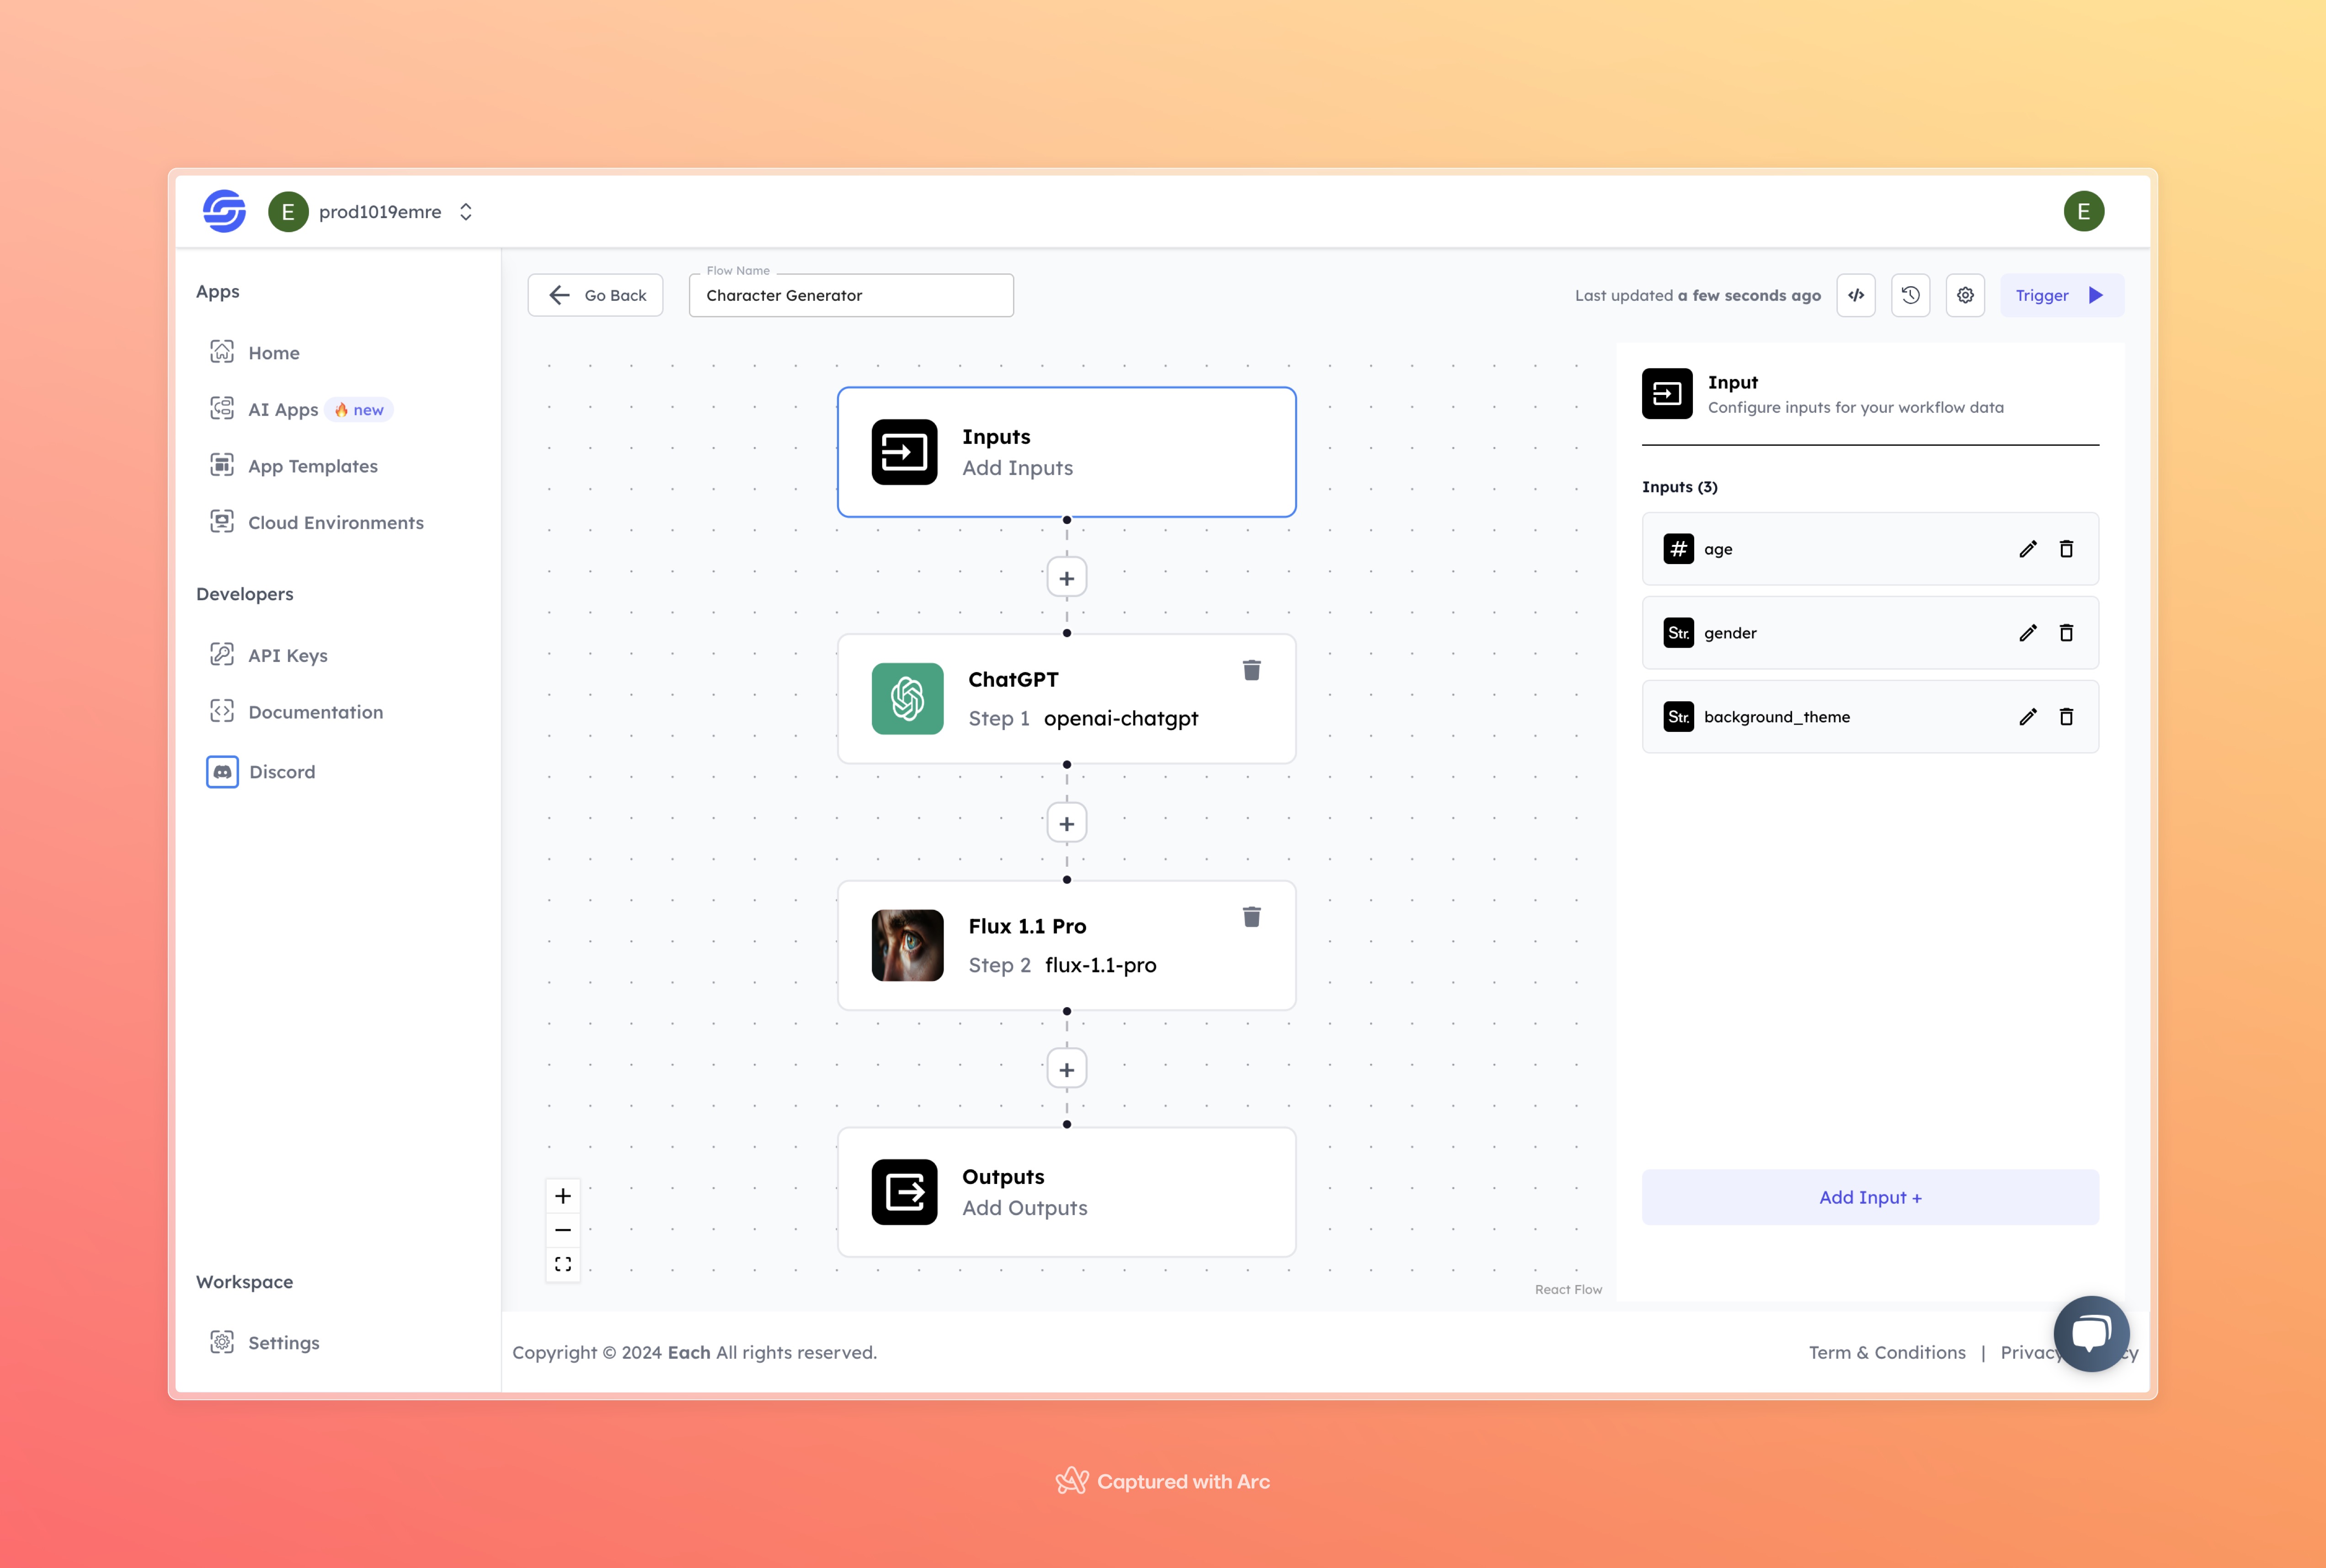 E prod1019emre
E
Apps
Home
AI Apps 🔥 new
App Templates
Cloud Environments
Developers
API Keys
Documentation
Discord
Workspace
Settings
Go Back
Flow Name
Character Generator
Last updated a few seconds ago
Trigger
Inputs
Add Inputs
ChatGPT
Step 1 openai-chatgpt
Flux 1.1 Pro
Step 2 flux-1.1-pro
Outputs
Add Outputs
React Flow
Input
Configure inputs for your workflow data
Inputs (3)
# age
Str. gender
Str. background_theme
Add Input +
Copyright © 2024 Each All rights reserved.
Term & Conditions | Privacy
Captured with Arc